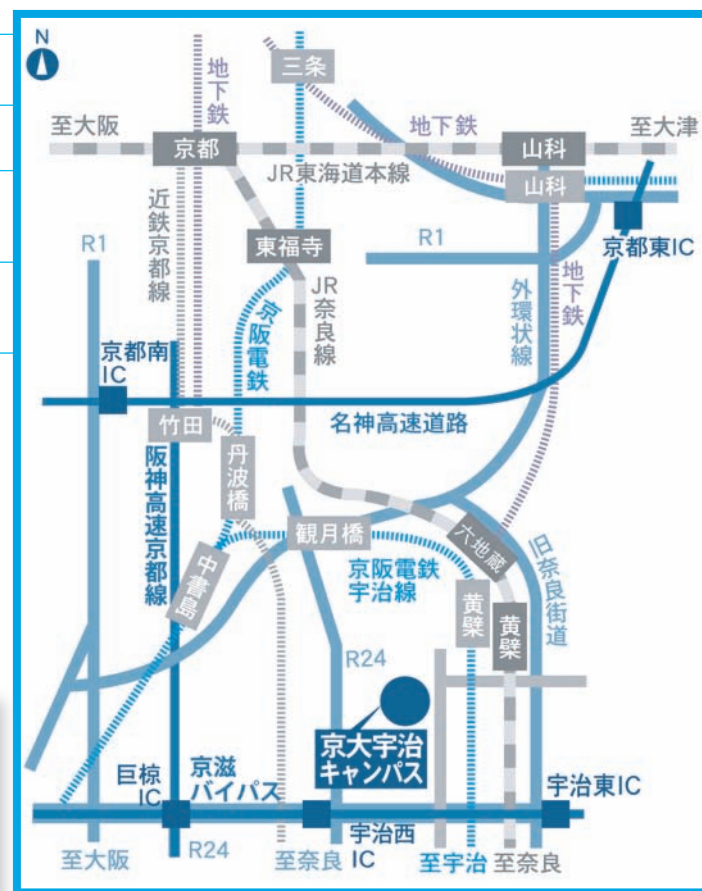 N
三条
地下鉄
至大阪
京都
地下鉄
山科
至大津
JR東海道本線
山科
近鉄京都線
R1
東福寺
R1
京都東IC
JR奈良線
京阪電鉄
外環状線
地下鉄
京都南
IC
竹田
名神高速道路
丹波橋
阪神高速京都線
観月橋
六地蔵
中書島
京阪電鉄
宇治線
黄檗
黄檗
旧奈良街道
R24
京大宇治
キャンパス
巨椋
IC
京滋
バイパス
宇治東IC
宇治西
IC
至大阪
R24
至奈良
至宇治
至奈良